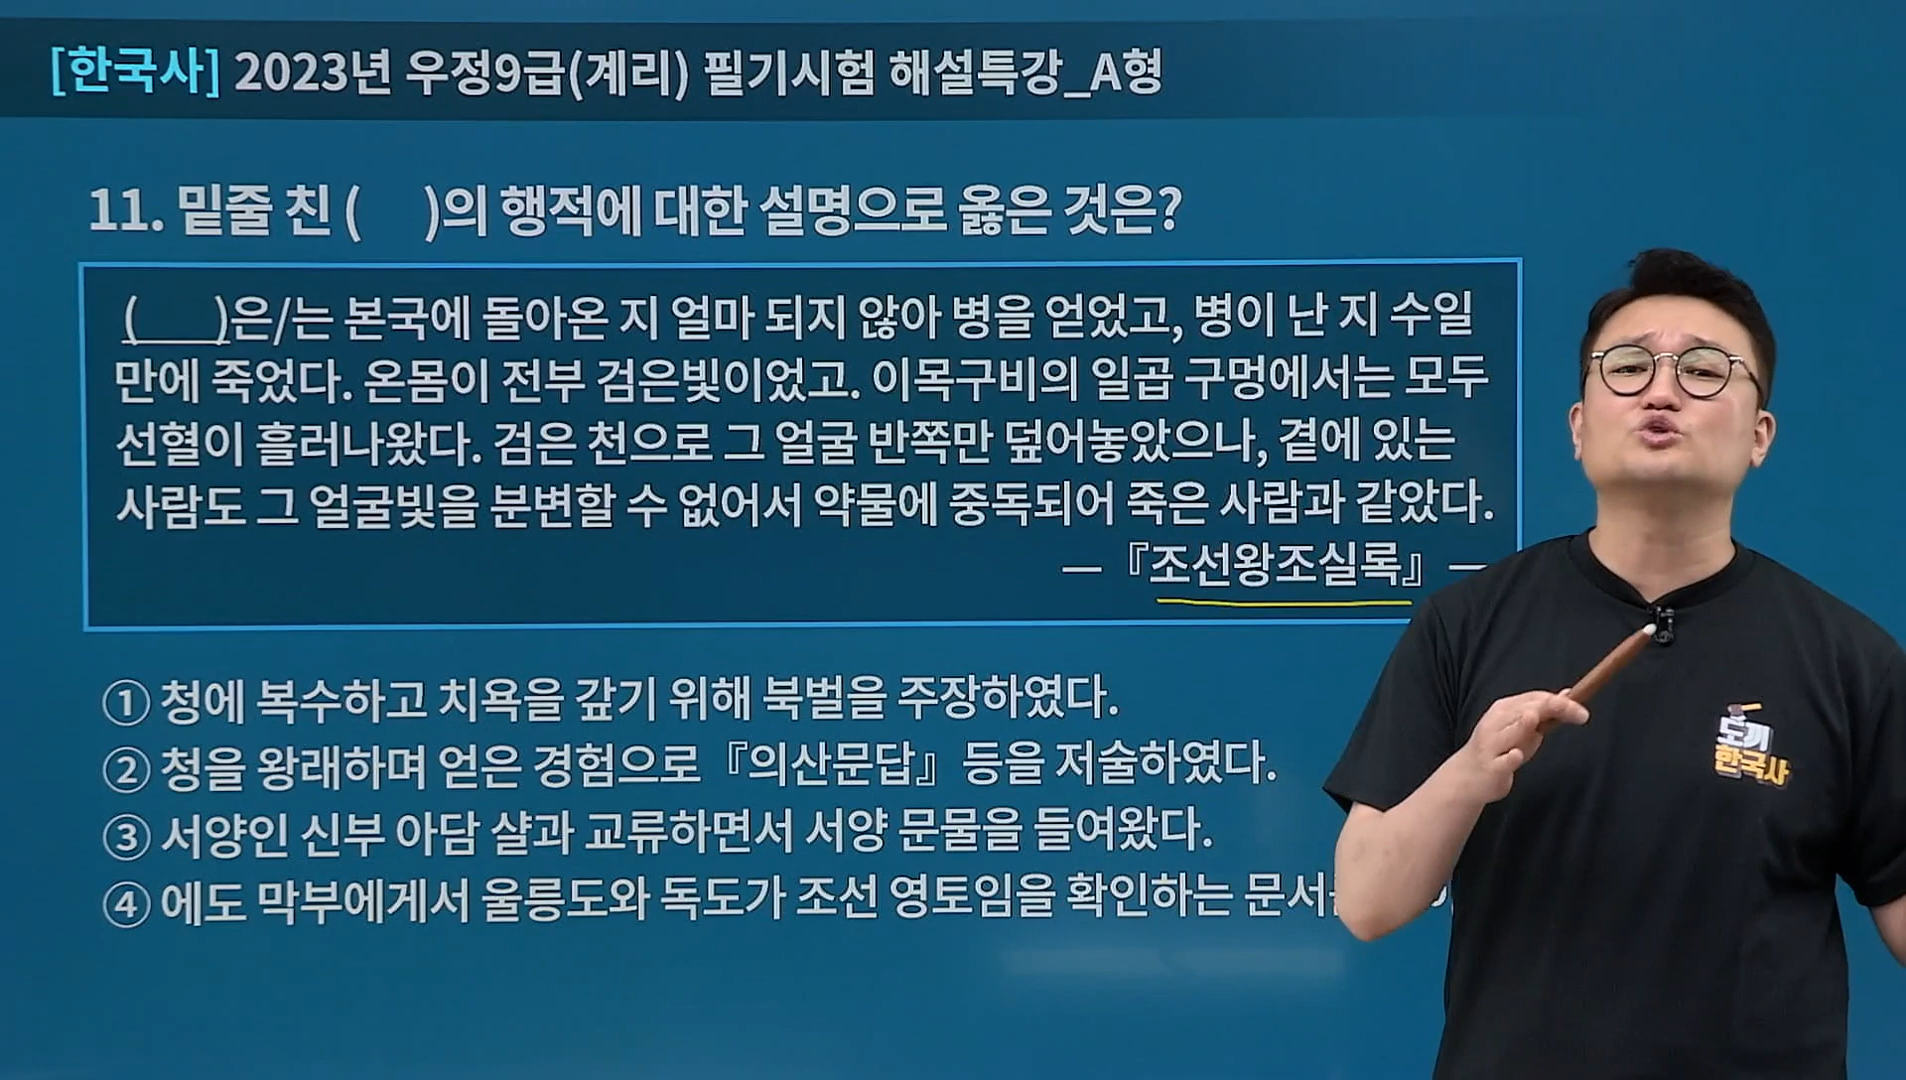 [한국사] 2023년 우정9급(계리) 필기시험 해설특강_A형
11. 밑줄 친 (    )의 행적에 대한 설명으로 옳은 것은?
(    )은/는 본국에 돌아온 지 얼마 되지 않아 병을 얻었고, 병이 난 지 수일
만에 죽었다. 온몸이 전부 검은빛이었고. 이목구비의 일곱 구멍에서는 모두
선혈이 흘러나왔다. 검은 천으로 그 얼굴 반쪽만 덮어놓았으나, 곁에 있는
사람도 그 얼굴빛을 분변할 수 없어서 약물에 중독되어 죽은 사람과 같았다.
―『조선왕조실록』―
① 청에 복수하고 치욕을 갚기 위해 북벌을 주장하였다.
② 청을 왕래하며 얻은 경험으로 『의산문답』 등을 저술하였다.
③ 서양인 신부 아담 샬과 교류하면서 서양 문물을 들여왔다.
④ 에도 막부에게서 울릉도와 독도가 조선 영토임을 확인하는 문서
도끼
한국사